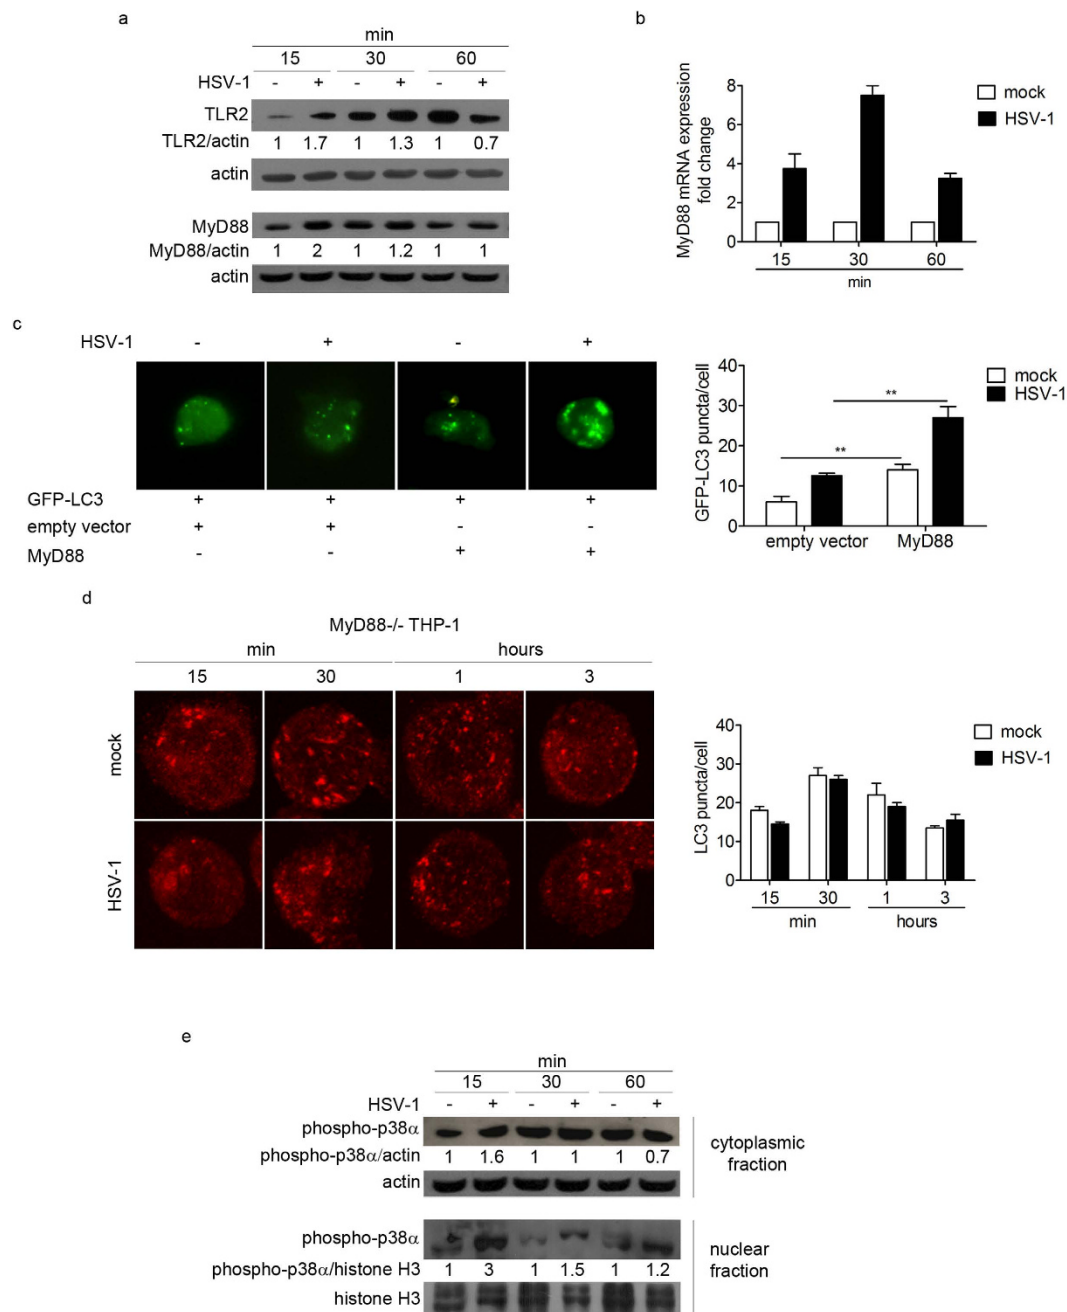 a
min
15 30 60
HSV-1 - + - + - +
TLR2
TLR2/actin 1 1.7 1 1.3 1 0.7
actin
MyD88
MyD88/actin 1 2 1 1.2 1 1
actin
b
MyD88 mRNA expression
fold change
8
6
4
2
0
15 30 60
min
mock
HSV-1
c
HSV-1 - + - +
GFP-LC3 + + + +
empty vector + + - -
MyD88 - - + +
GFP-LC3 puncta/cell
40
30
20
10
0
**
**
empty vector MyD88
mock
HSV-1
d
MyD88-/- THP-1
min hours
15 30 1 3
mock
HSV-1
LC3 puncta/cell
40
30
20
10
0
15 30 1 3
min hours
mock
HSV-1
e
min
15 30 60
HSV-1 - + - + - +
phospho-p38α
phospho-p38α/actin 1 1.6 1 1 1 0.7
actin
cytoplasmic
fraction
phospho-p38α
phospho-p38α/histone H3 1 3 1 1.5 1 1.2
histone H3
nuclear
fraction